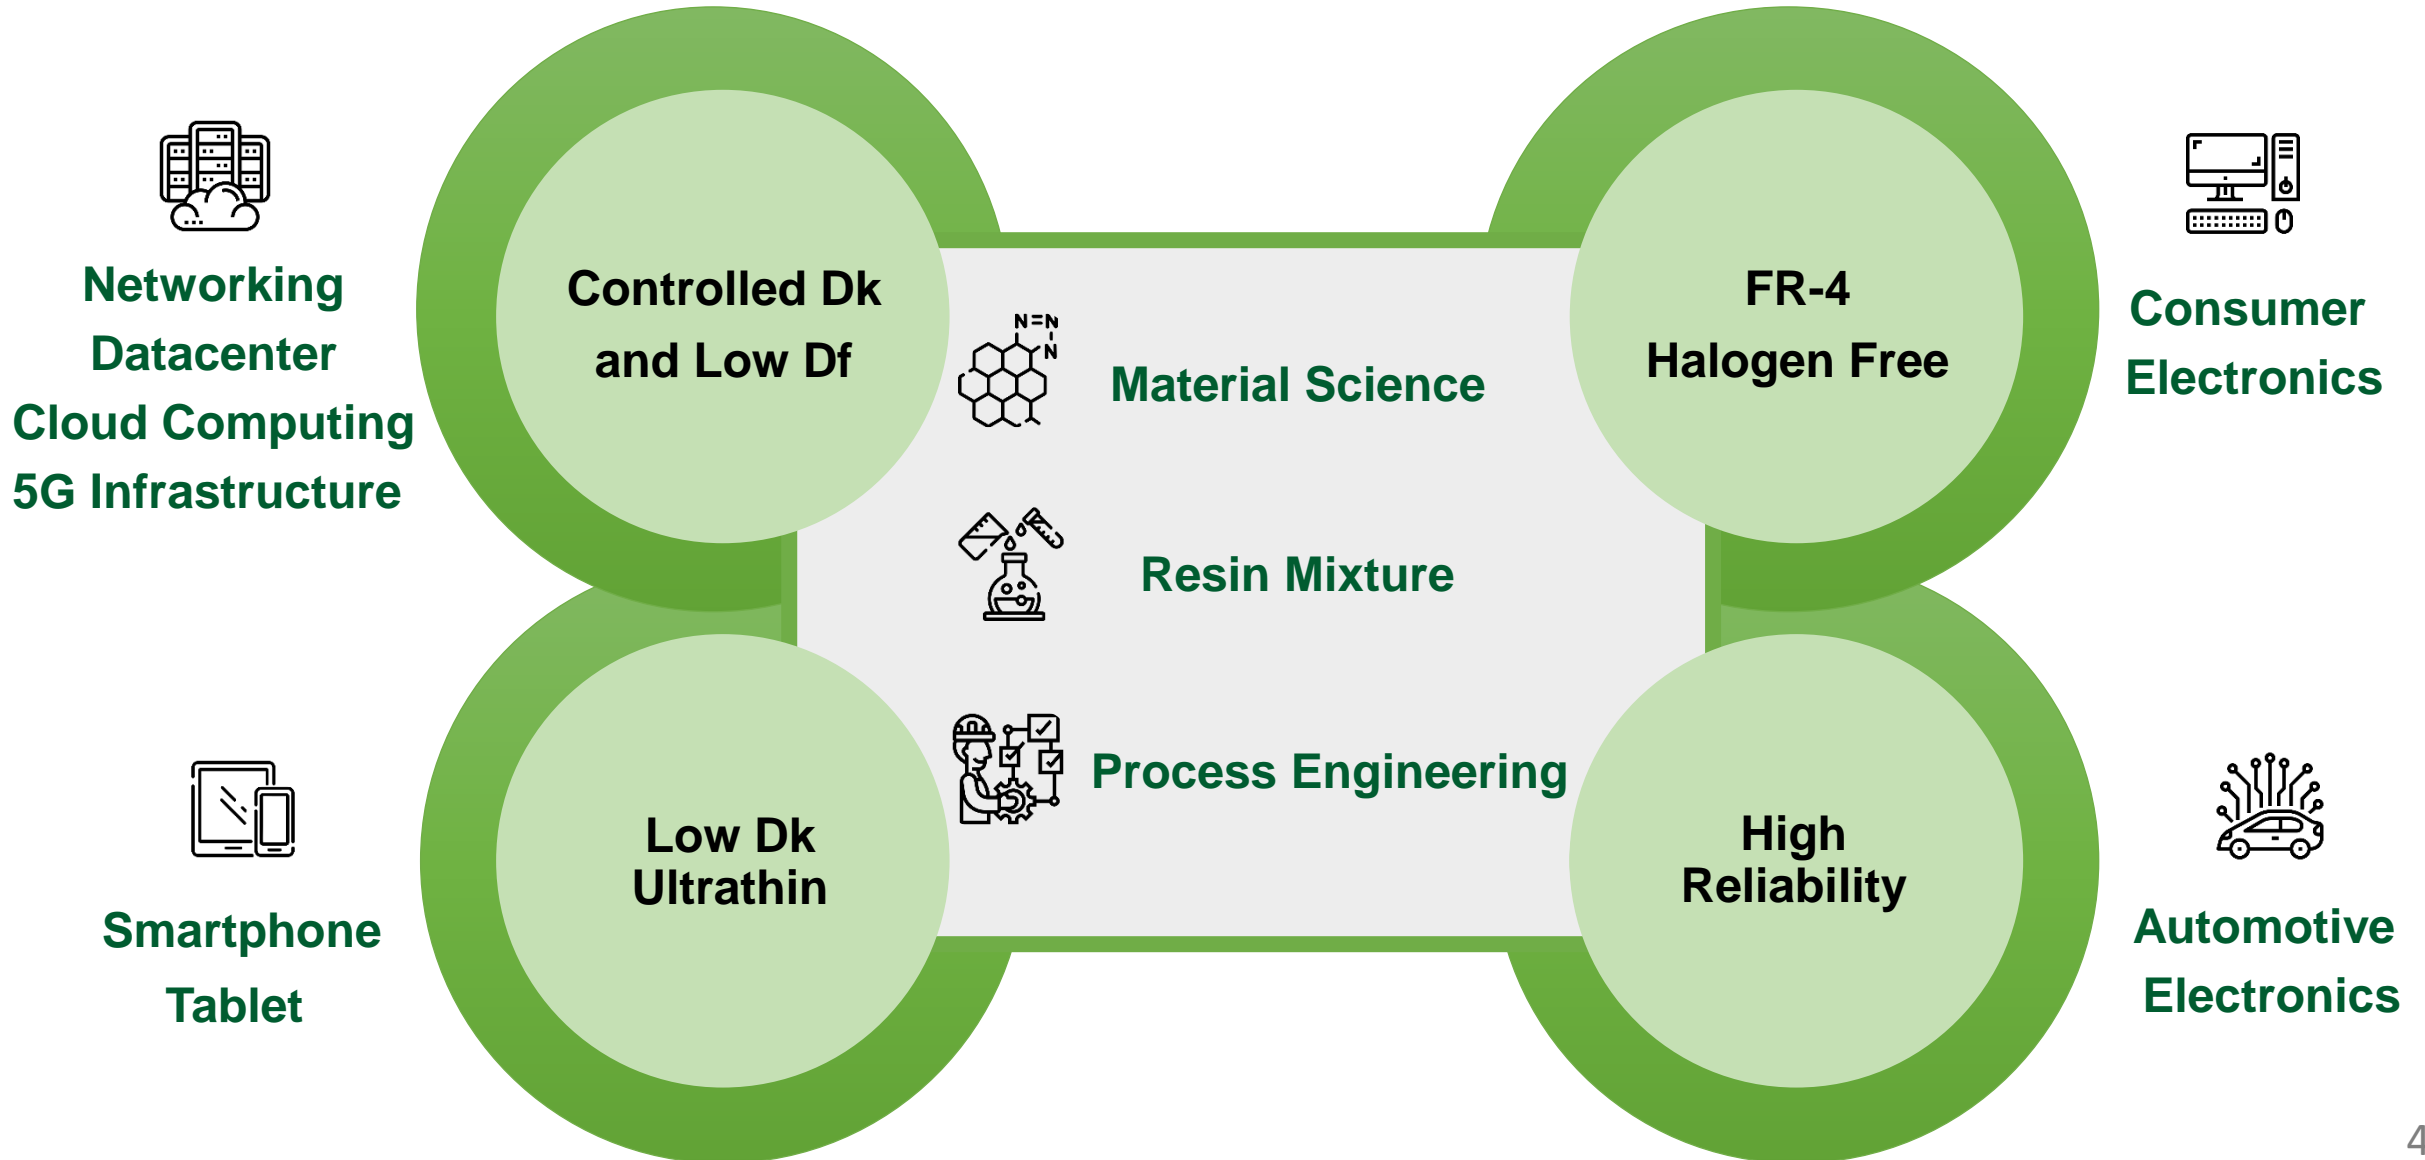 Networking
Datacenter
Cloud Computing
5G Infrastructure
Controlled Dk
and Low Df
N=N
N
Material Science
Resin Mixture
Process Engineering
FR-4
Halogen Free
Consumer
Electronics
Smartphone
Tablet
Low Dk
Ultrathin
High
Reliability
Automotive
Electronics
4